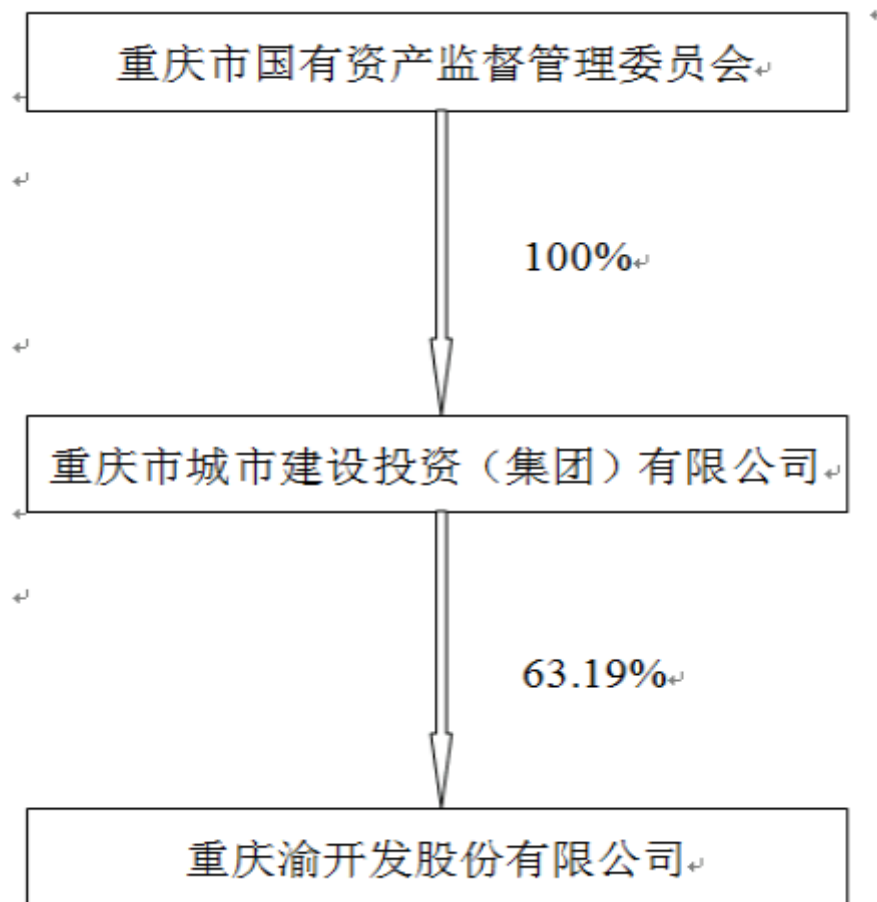 重庆市国有资产监督管理委员会
100%
重庆市城市建设投资（集团）有限公司
63.19%
重庆渝开发股份有限公司